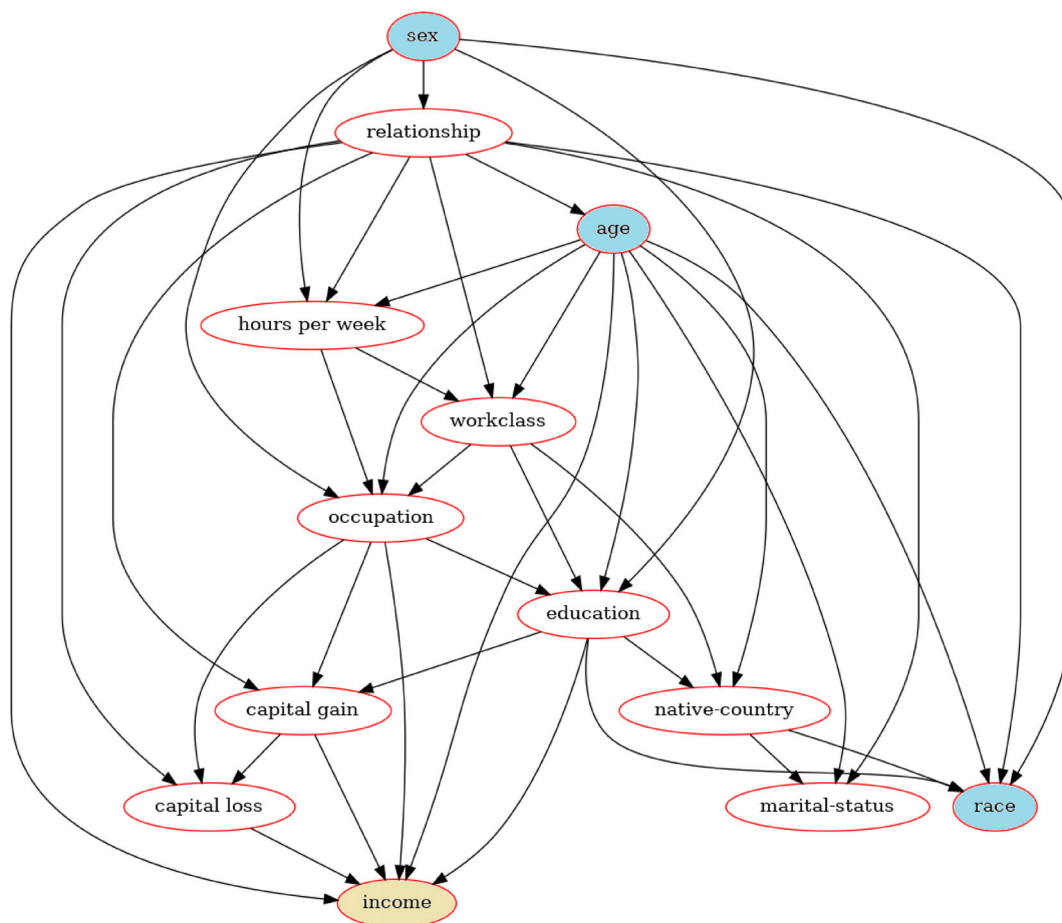 sex
relationship
age
hours per week
workclass
occupation
education
capital gain
native-country
capital loss
marital-status
race
income